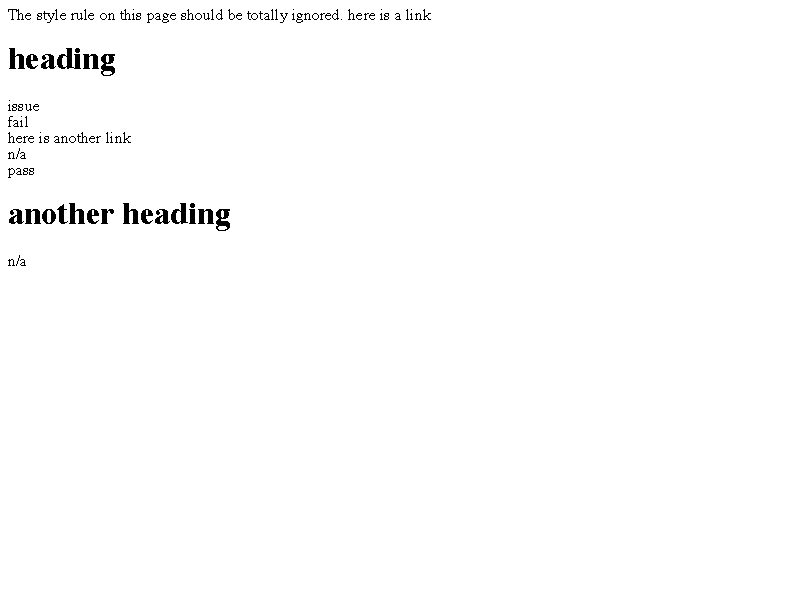 The style rule on this page should be totally ignored. here is a link
heading
issue
fail
here is another link
n/a
pass
another heading
n/a